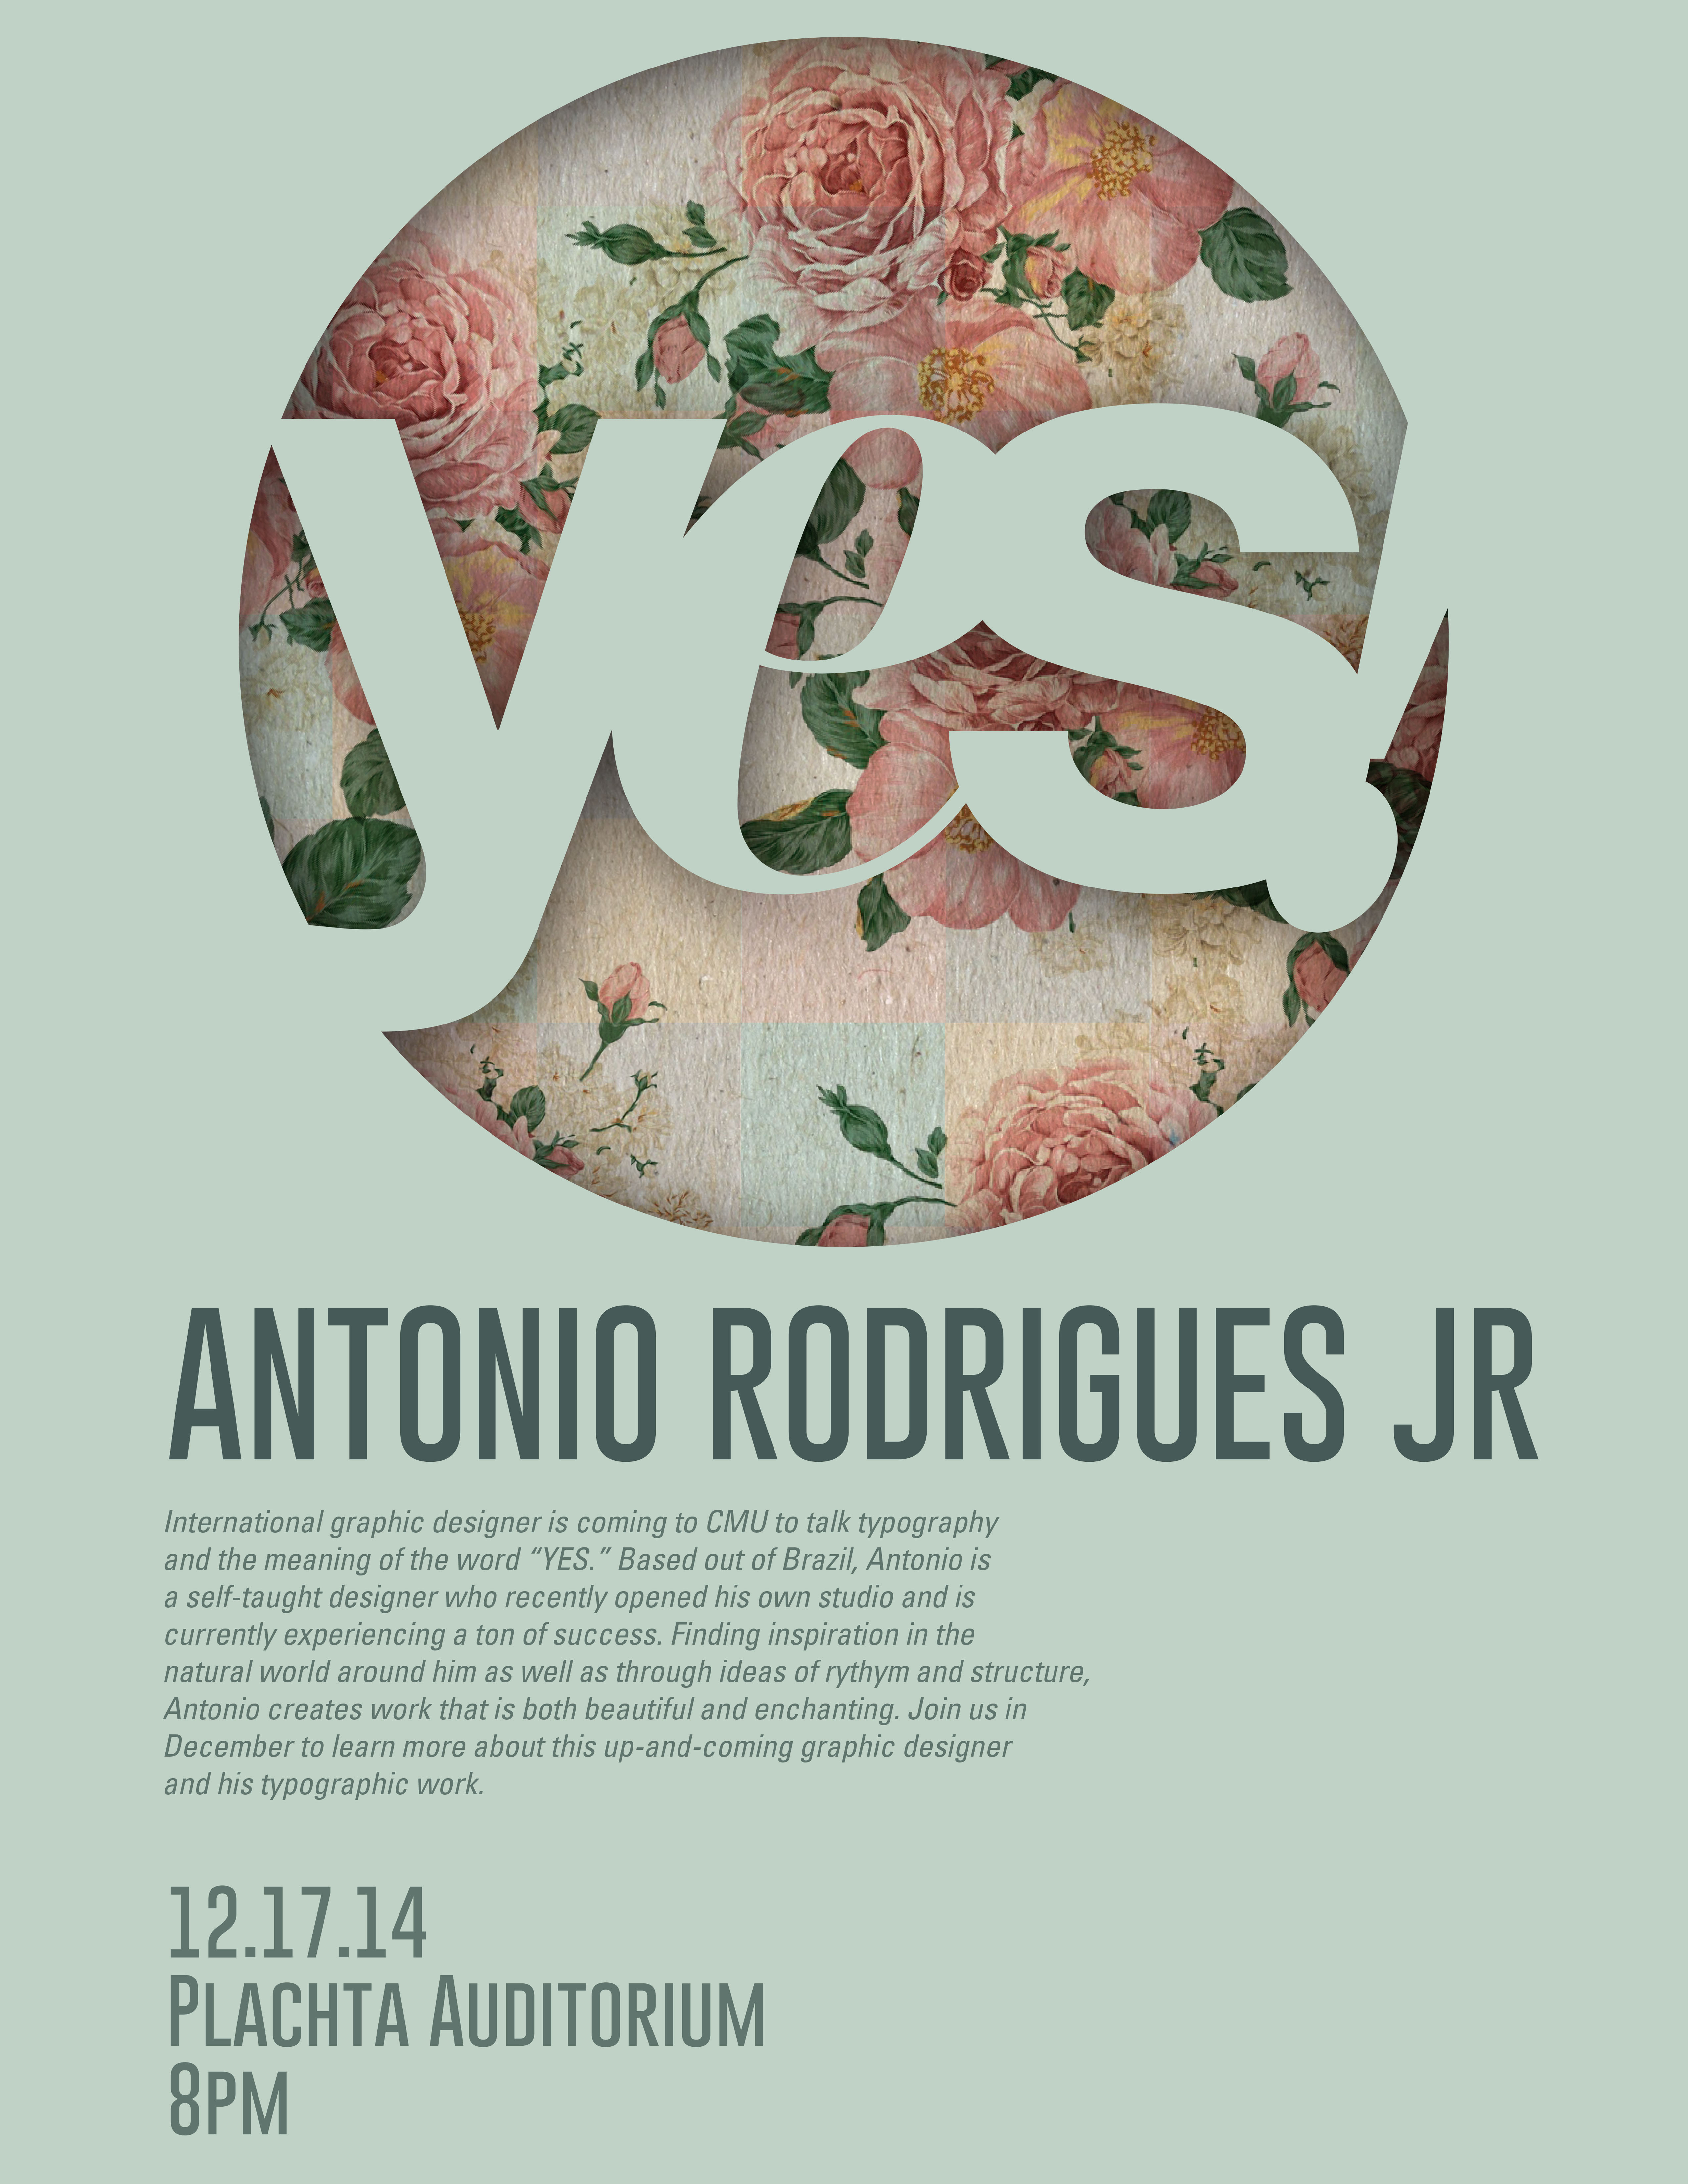 yes!
ANTONIO RODRIGUES JR
International graphic designer is coming to CMU to talk typography
and the meaning of the word “YES.” Based out of Brazil, Antonio is
a self-taught designer who recently opened his own studio and is
currently experiencing a ton of success. Finding inspiration in the
natural world around him as well as through ideas of rythym and structure,
Antonio creates work that is both beautiful and enchanting. Join us in
December to learn more about this up-and-coming graphic designer
and his typographic work.
12.17.14
PLACHTA AUDITORIUM
8PM